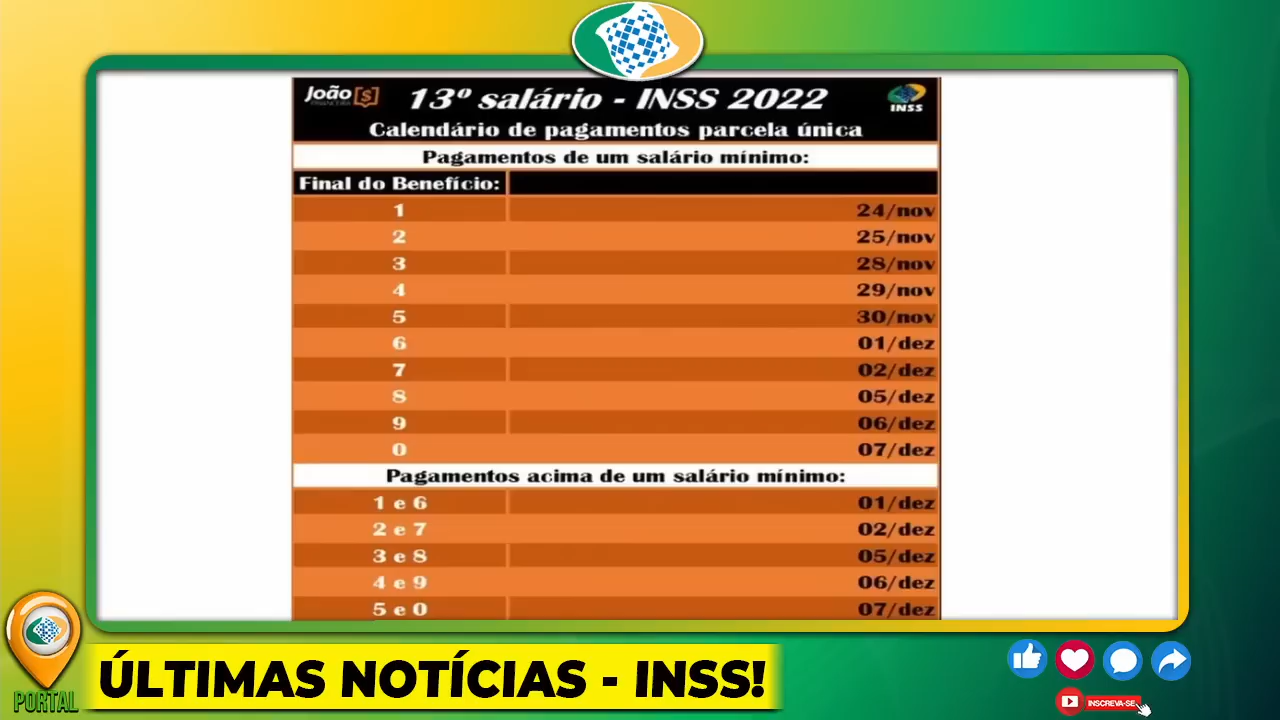 João $
FINANCEIRA
13º salário - INSS 2022
INSS
Calendário de pagamentos parcela única
Pagamentos de um salário mínimo:
Final do Benefício:
1 24/nov
2 25/nov
3 28/nov
4 29/nov
5 30/nov
6 01/dez
7 02/dez
8 05/dez
9 06/dez
0 07/dez
Pagamentos acima de um salário mínimo:
1 e 6 01/dez
2 e 7 02/dez
3 e 8 05/dez
4 e 9 06/dez
5 e 0 07/dez
PORTAL
ÚLTIMAS NOTÍCIAS - INSS!
INSCREVA-SE